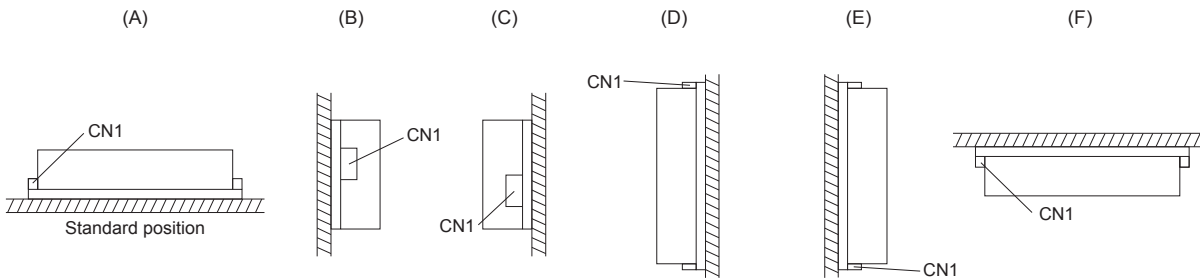 (A)
(B)
(C)
(D)
(E)
(F)
CN1
CN1
CN1
CN1
CN1
CN1
Standard position